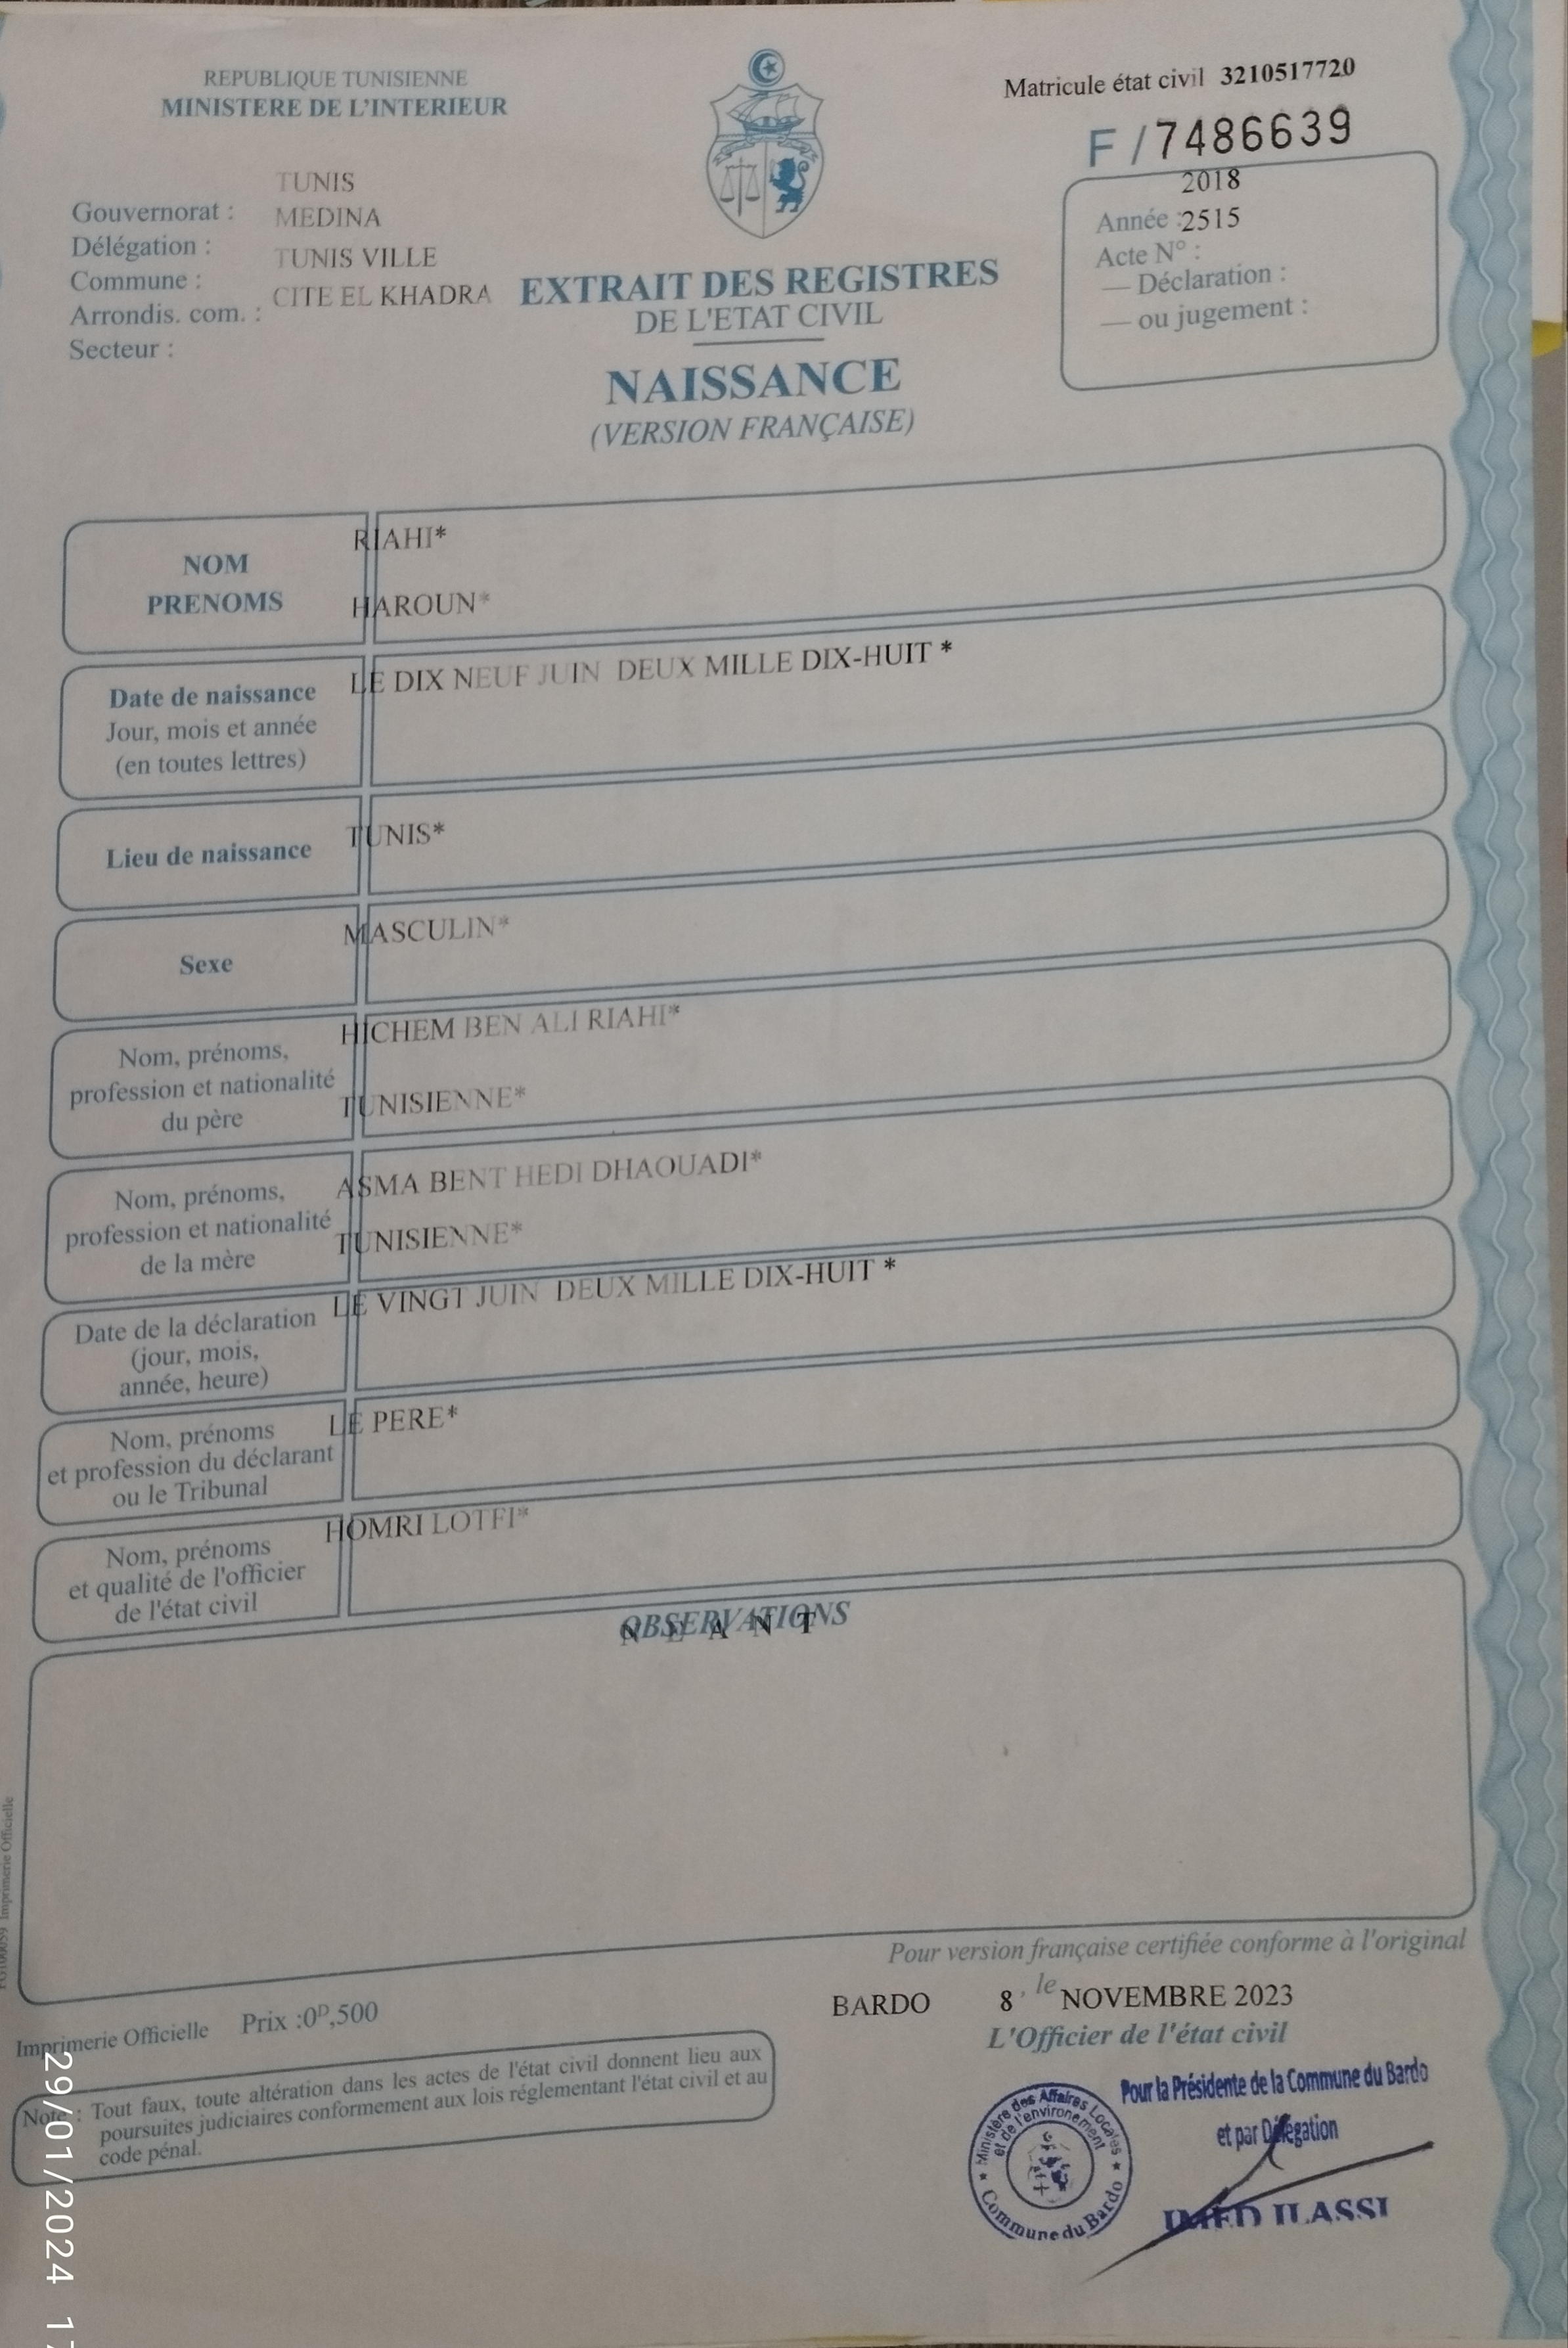 REPUBLIQUE TUNISIENNE
MINISTERE DE L'INTERIEUR
Matricule état civil 3210517720
F / 7486639
TUNIS
Gouvernorat : MEDINA
Délégation :
Commune : TUNIS VILLE
Arrondis. com. : CITE EL KHADRA
Secteur :
2018
Année : 2515
Acte N° :
— Déclaration :
— ou jugement :
EXTRAIT DES REGISTRES
DE L'ETAT CIVIL
NAISSANCE
(VERSION FRANÇAISE)
NOM
PRENOMS
RIAHI*
HAROUN*
Date de naissance
Jour, mois et année
(en toutes lettres)
LE DIX NEUF JUIN DEUX MILLE DIX-HUIT *
Lieu de naissance
TUNIS*
Sexe
MASCULIN*
Nom, prénoms,
profession et nationalité
du père
HICHEM BEN ALI RIAHI*
TUNISIENNE*
Nom, prénoms,
profession et nationalité
de la mère
ASMA BENT HEDI DHAOUADI*
TUNISIENNE*
Date de la déclaration
(jour, mois,
année, heure)
LE VINGT JUIN DEUX MILLE DIX-HUIT *
Nom, prénoms
et profession du déclarant
ou le Tribunal
LE PERE*
Nom, prénoms
et qualité de l'officier
de l'état civil
HOMRI LOTFI*
OBSERVATIONS
N E A N T
Pour version française certifiée conforme à l'original
BARDO 8 , le NOVEMBRE 2023
L'Officier de l'état civil
Imprimerie Officielle Prix :0ᴰ,500
Note : Tout faux, toute altération dans les actes de l'état civil donnent lieu aux
poursuites judiciaires conformement aux lois réglementant l'état civil et au
code pénal.
Pour la Présidente de la Commune du Bardo
et par Délégation
IMED ILASSI
Ministère des Affaires Locales
et de l'environement
Commune du Bardo
Imprimerie Officielle
29/01/2024